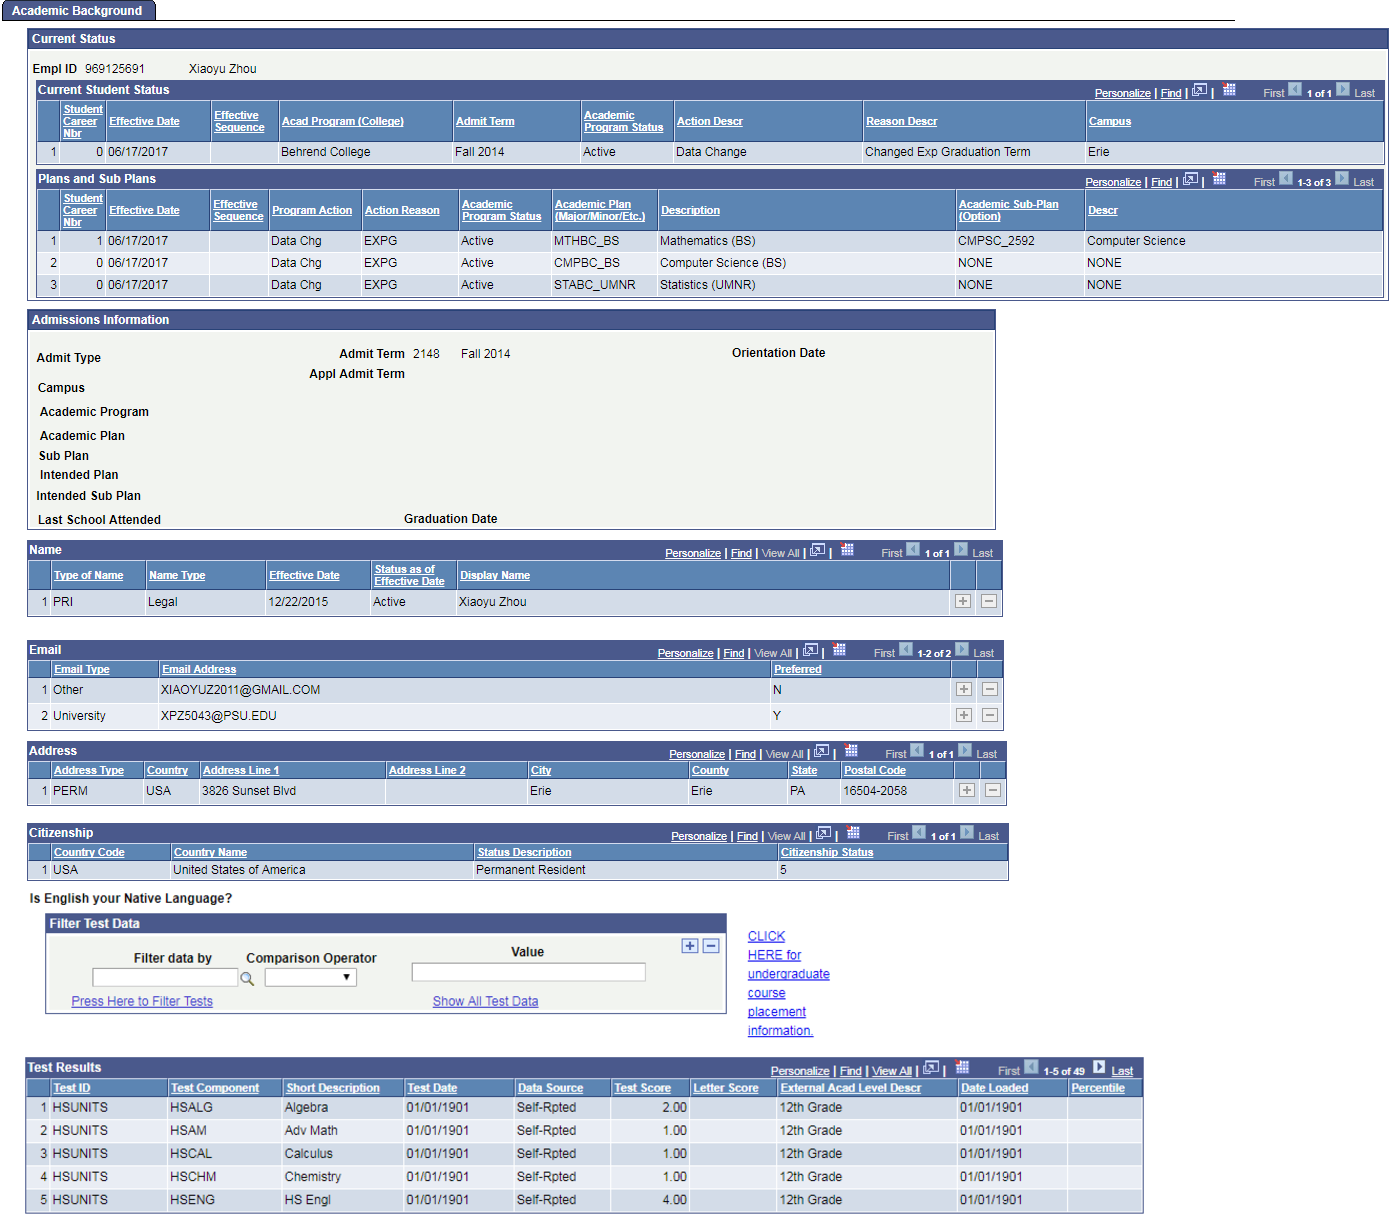 Academic Background
Current Status
Empl ID 969125691 Xiaoyu Zhou
Current Student Status Personalize | Find | | First 1 of 1 Last
Student Career Nbr Effective Date Effective Sequence Acad Program (College) Admit Term Academic Program Status Action Descr Reason Descr Campus
1 0 06/17/2017 Behrend College Fall 2014 Active Data Change Changed Exp Graduation Term Erie
Plans and Sub Plans Personalize | Find | | First 1-3 of 3 Last
Student Career Nbr Effective Date Effective Sequence Program Action Action Reason Academic Program Status Academic Plan (Major/Minor/Etc.) Description Academic Sub-Plan (Option) Descr
1 1 06/17/2017 Data Chg EXPG Active MTHBC_BS Mathematics (BS) CMPSC_2592 Computer Science
2 0 06/17/2017 Data Chg EXPG Active CMPBC_BS Computer Science (BS) NONE NONE
3 0 06/17/2017 Data Chg EXPG Active STABC_UMNR Statistics (UMNR) NONE NONE
Admissions Information
Admit Type Admit Term 2148 Fall 2014 Orientation Date
Appl Admit Term
Campus
Academic Program
Academic Plan
Sub Plan
Intended Plan
Intended Sub Plan
Last School Attended Graduation Date
Name Personalize | Find | View All | | First 1 of 1 Last
Type of Name Name Type Effective Date Status as of Effective Date Display Name
1 PRI Legal 12/22/2015 Active Xiaoyu Zhou
Email Personalize | Find | View All | | First 1-2 of 2 Last
Email Type Email Address Preferred
1 Other XIAOYUZ2011@GMAIL.COM N
2 University XPZ5043@PSU.EDU Y
Address Personalize | Find | View All | | First 1 of 1 Last
Address Type Country Address Line 1 Address Line 2 City County State Postal Code
1 PERM USA 3826 Sunset Blvd Erie Erie PA 16504-2058
Citizenship Personalize | Find | View All | | First 1 of 1 Last
Country Code Country Name Status Description Citizenship Status
1 USA United States of America Permanent Resident 5
Is English your Native Language?
Filter Test Data
Filter data by Comparison Operator Value
Press Here to Filter Tests Show All Test Data
CLICK
HERE for
undergraduate
course
placement
information.
Test Results Personalize | Find | View All | | First 1-5 of 49 Last
Test ID Test Component Short Description Test Date Data Source Test Score Letter Score External Acad Level Descr Date Loaded Percentile
1 HSUNITS HSALG Algebra 01/01/1901 Self-Rpted 2.00 12th Grade 01/01/1901
2 HSUNITS HSAM Adv Math 01/01/1901 Self-Rpted 1.00 12th Grade 01/01/1901
3 HSUNITS HSCAL Calculus 01/01/1901 Self-Rpted 1.00 12th Grade 01/01/1901
4 HSUNITS HSCHM Chemistry 01/01/1901 Self-Rpted 1.00 12th Grade 01/01/1901
5 HSUNITS HSENG HS Engl 01/01/1901 Self-Rpted 4.00 12th Grade 01/01/1901